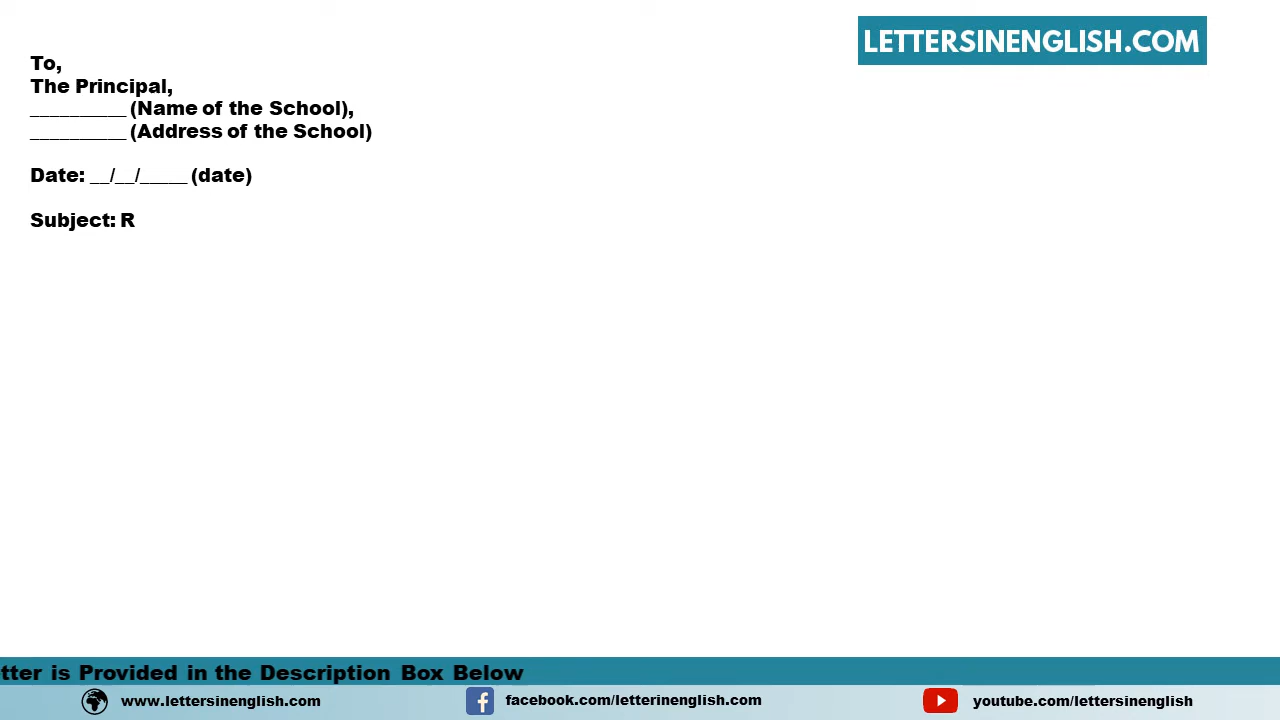 LETTERSINENGLISH.COM
To,
The Principal,
__________ (Name of the School),
__________ (Address of the School)
Date: __/__/_____ (date)
Subject: R
tter is Provided in the Description Box Below
www.lettersinenglish.com
facebook.com/letterinenglish.com
youtube.com/lettersinenglish